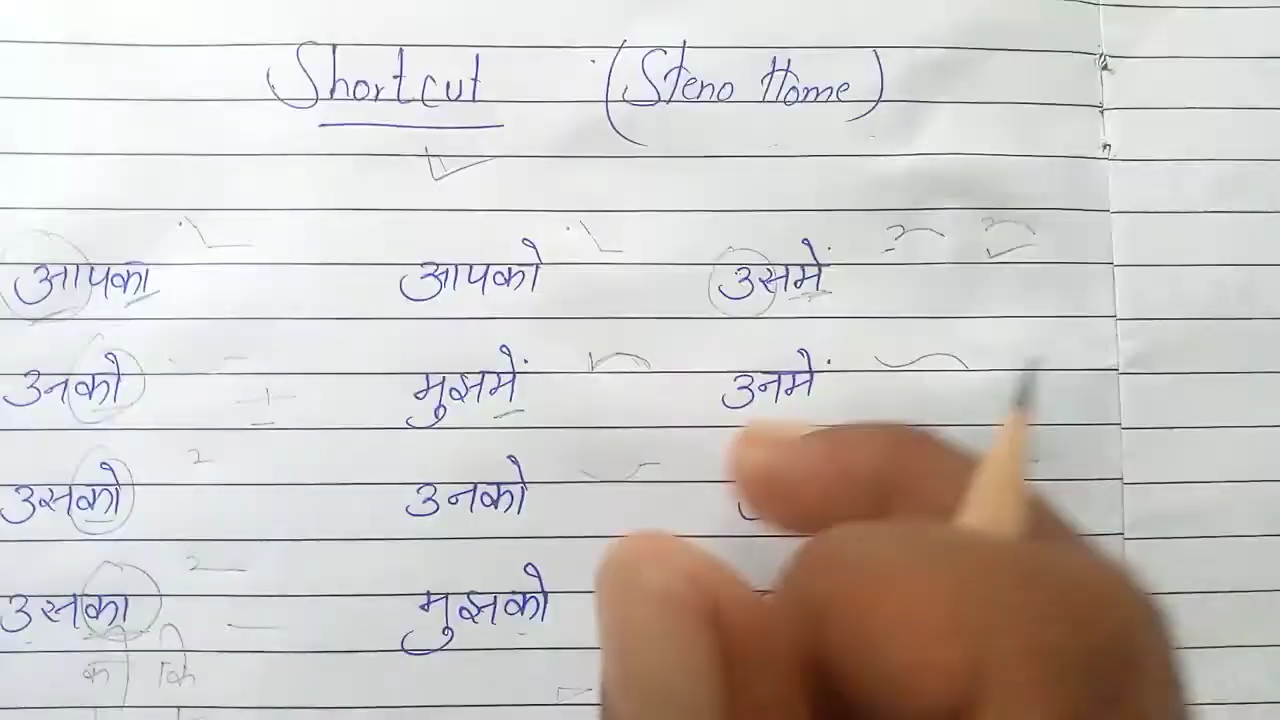 Shortcut (Steno Home)
आपका आपको उसमें
उनको मुझमें उनमें
उसको उनको
उसका मुझको
का कि